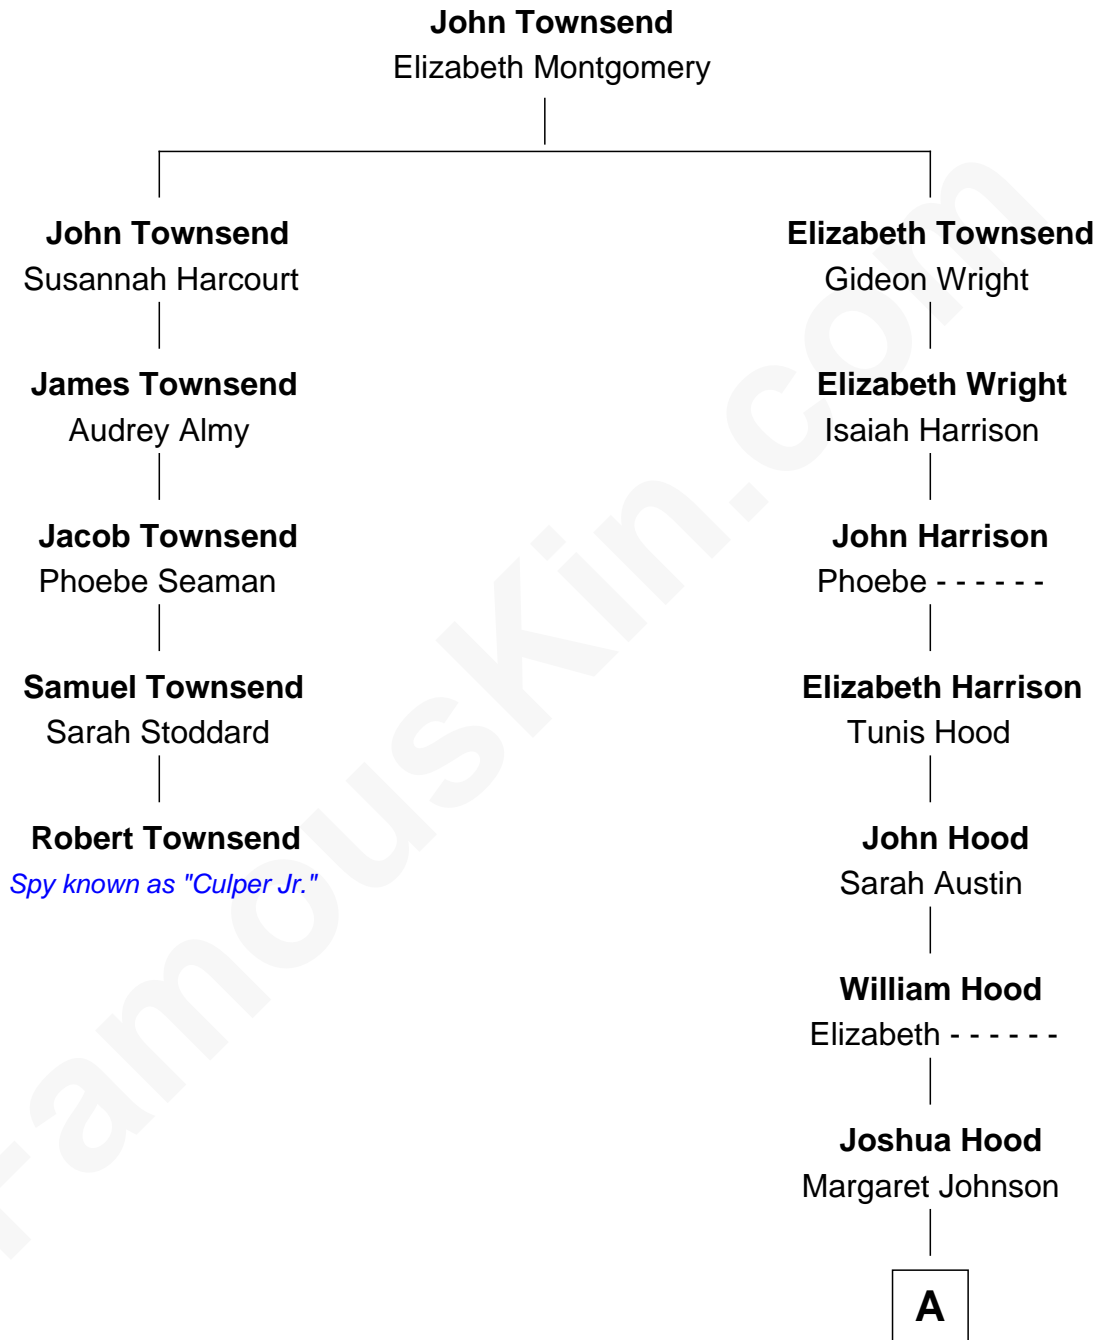 John Townsend
Elizabeth Montgomery
John Townsend
Susannah Harcourt
Elizabeth Townsend
Gideon Wright
James Townsend
Audrey Almy
Elizabeth Wright
Isaiah Harrison
Jacob Townsend
Phoebe Seaman
John Harrison
Phoebe - - - - - -
Samuel Townsend
Sarah Stoddard
Elizabeth Harrison
Tunis Hood
Robert Townsend
Spy known as "Culper Jr."
John Hood
Sarah Austin
William Hood
Elizabeth - - - - - -
Joshua Hood
Margaret Johnson
A
FamousKin.com